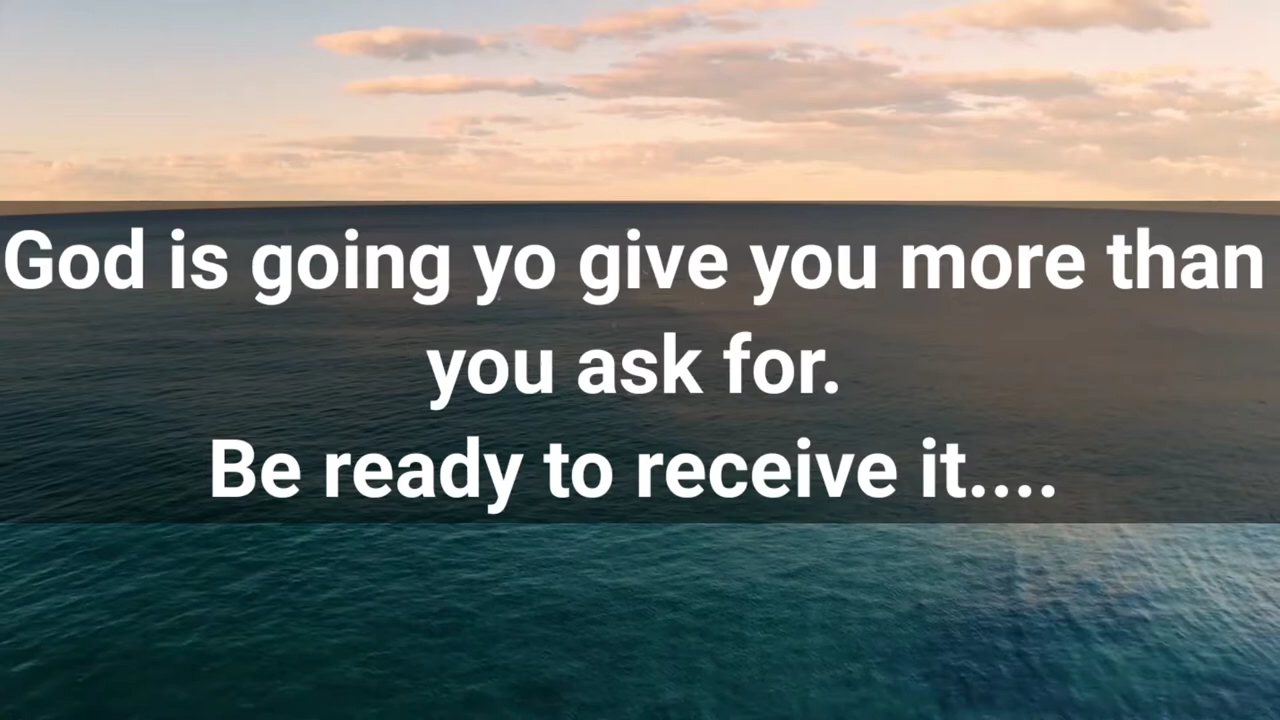 God is going yo give you more than
you ask for.
Be ready to receive it....